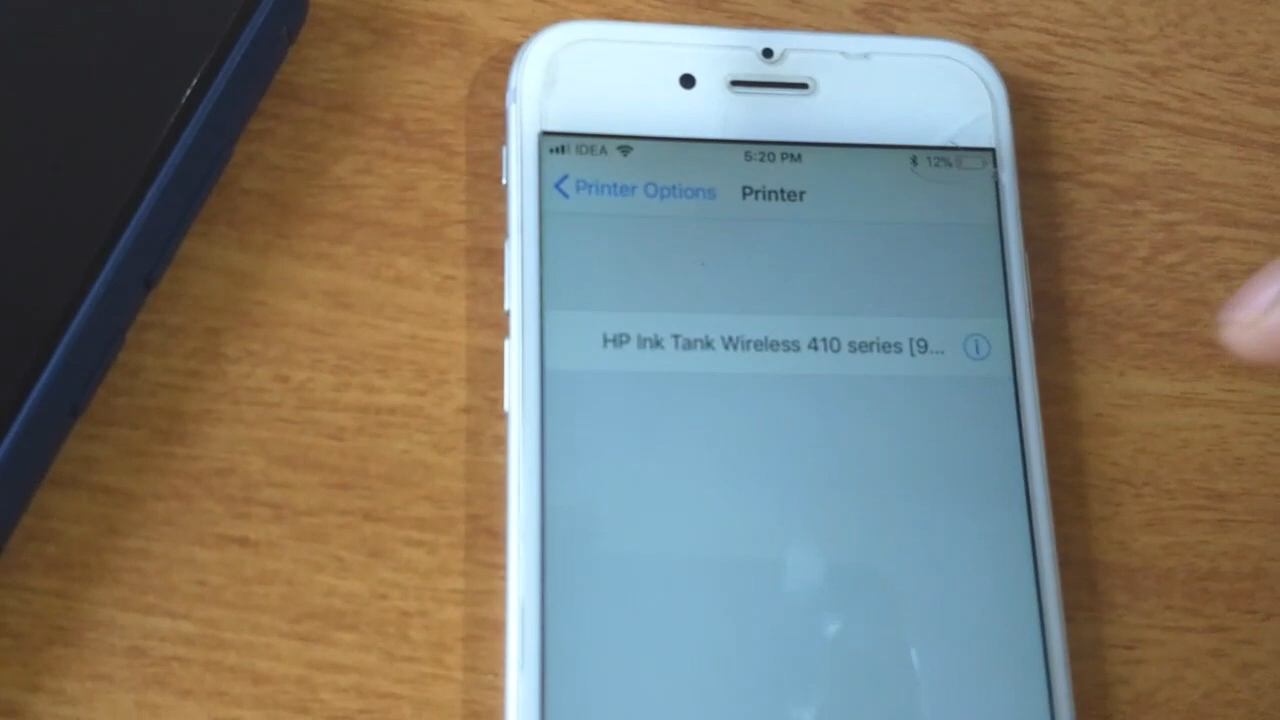 IDEA 5:20 PM 12%
Printer Options Printer
HP Ink Tank Wireless 410 series [9...